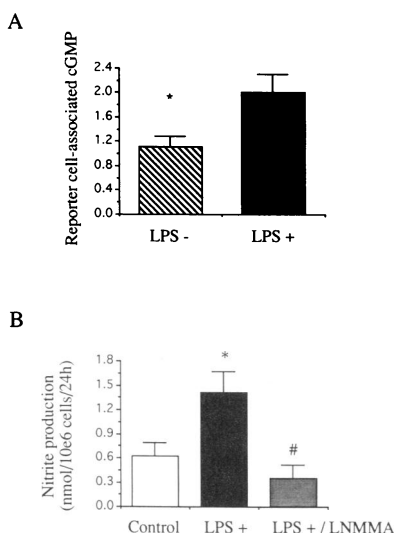 A
Reporter cell-associated cGMP
2.4
2.0
1.6
1.2
0.8
0.4
0.0
*
LPS -
LPS +
B
Nitrite production
(nmol/10e6 cells/24h)
1.8
1.5
1.2
0.9
0.6
0.3
0.0
*
#
Control
LPS +
LPS + / LNMMA